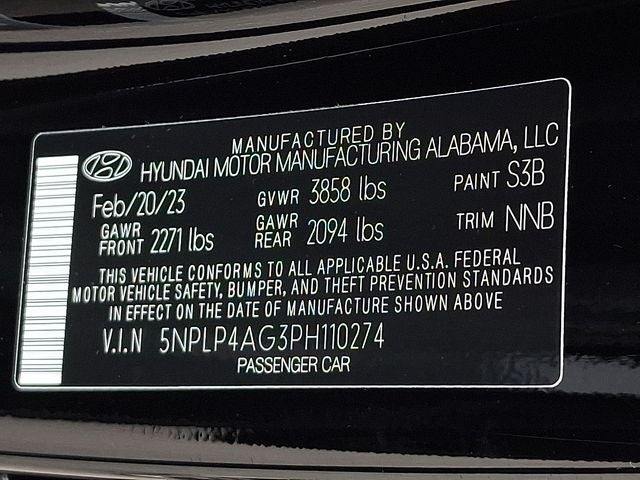 MANUFACTURED BY
HYUNDAI MOTOR MANUFACTURING ALABAMA, LLC
Feb/20/23 GVWR 3858 lbs PAINT S3B
GAWR FRONT 2271 lbs GAWR REAR 2094 lbs TRIM NNB
THIS VEHICLE CONFORMS TO ALL APPLICABLE U.S.A. FEDERAL
MOTOR VEHICLE SAFETY, BUMPER, AND THEFT PREVENTION STANDARDS
IN EFFECT ON THE DATE OF MANUFACTURE SHOWN ABOVE
V.I.N 5NPLP4AG3PH110274
PASSENGER CAR